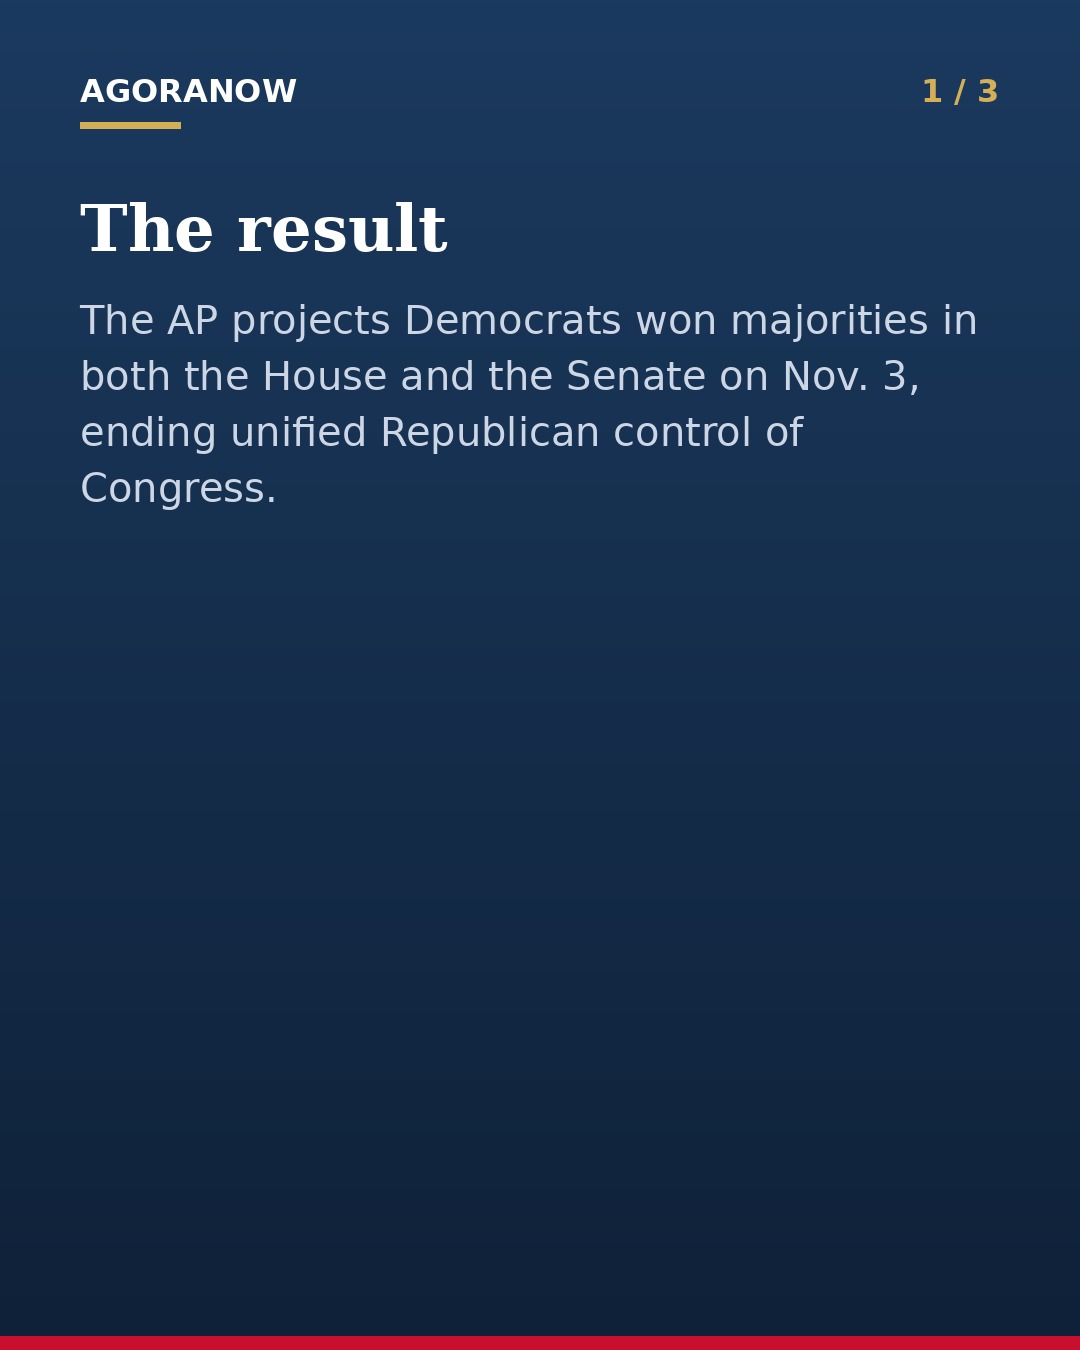 AGORANOW
1 / 3
The result
The AP projects Democrats won majorities in
both the House and the Senate on Nov. 3,
ending unified Republican control of
Congress.